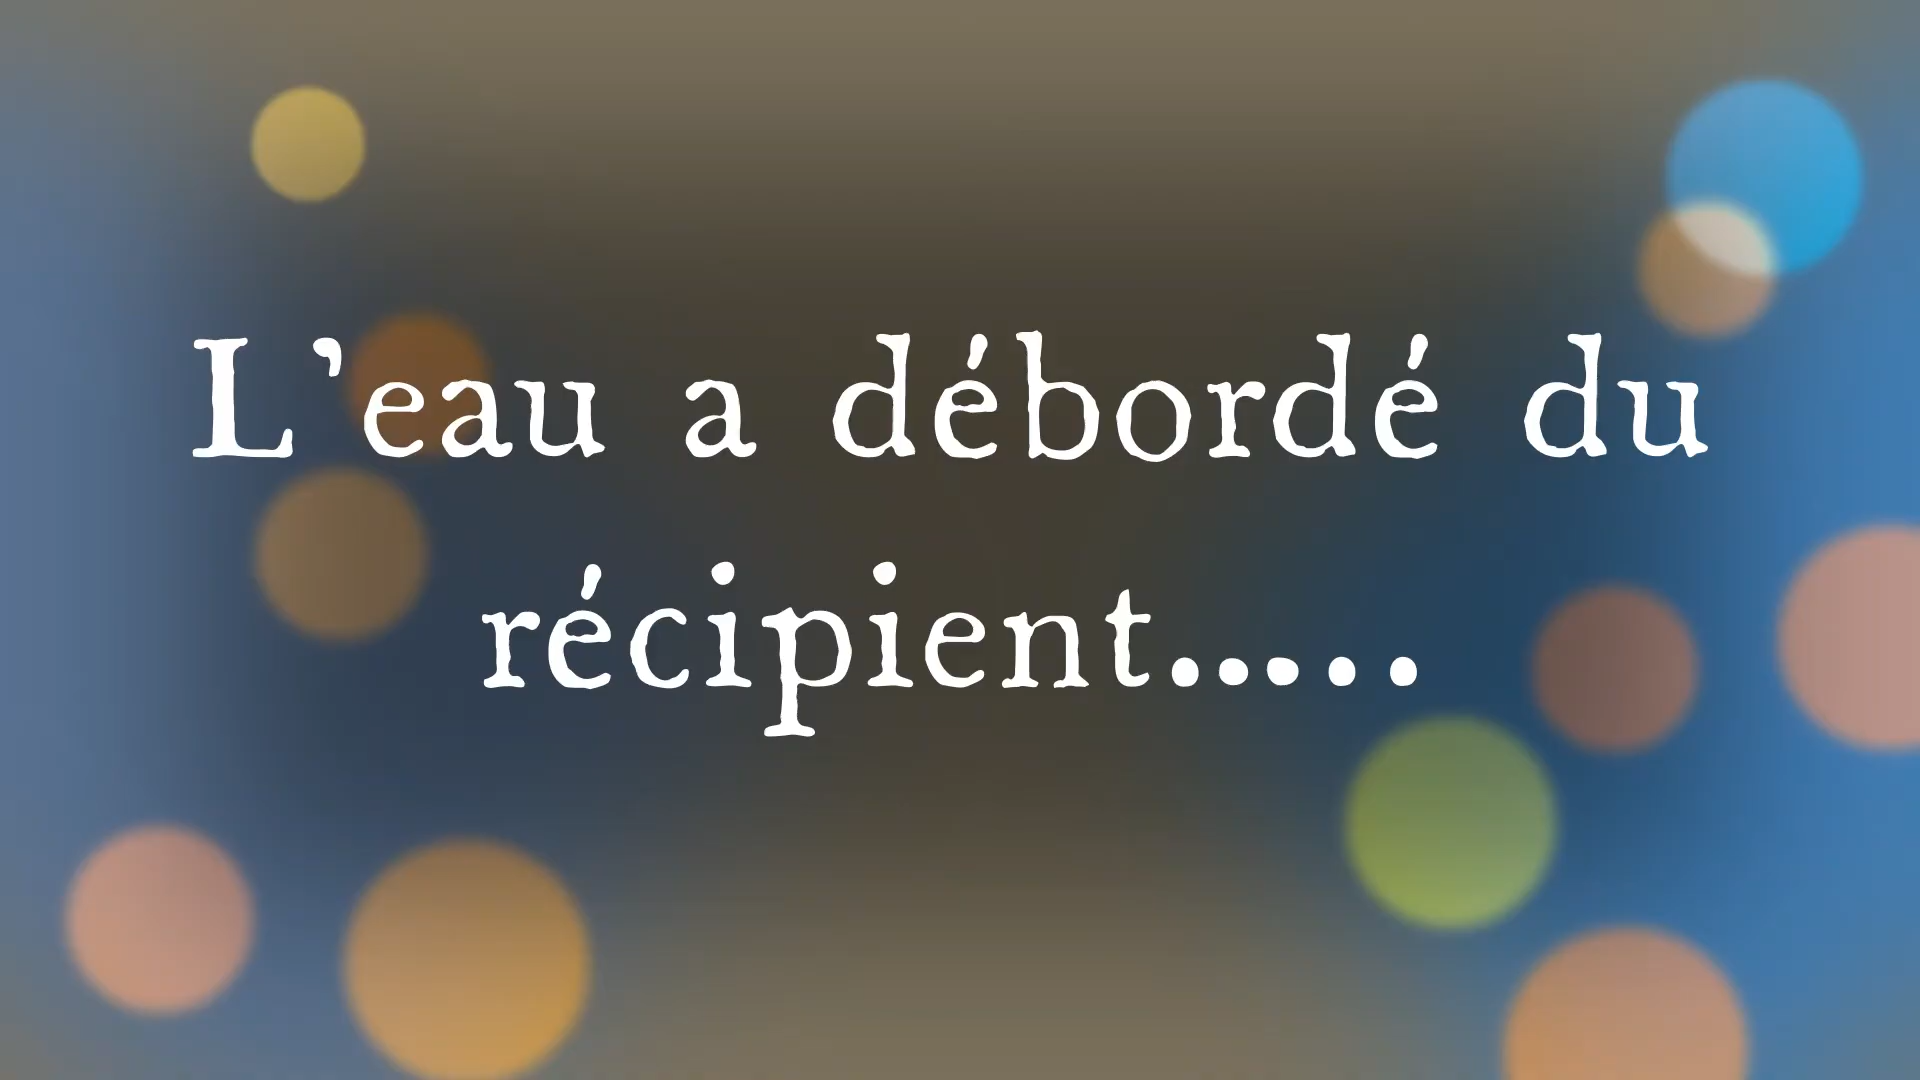 L’eau a débordé du
récipient.....